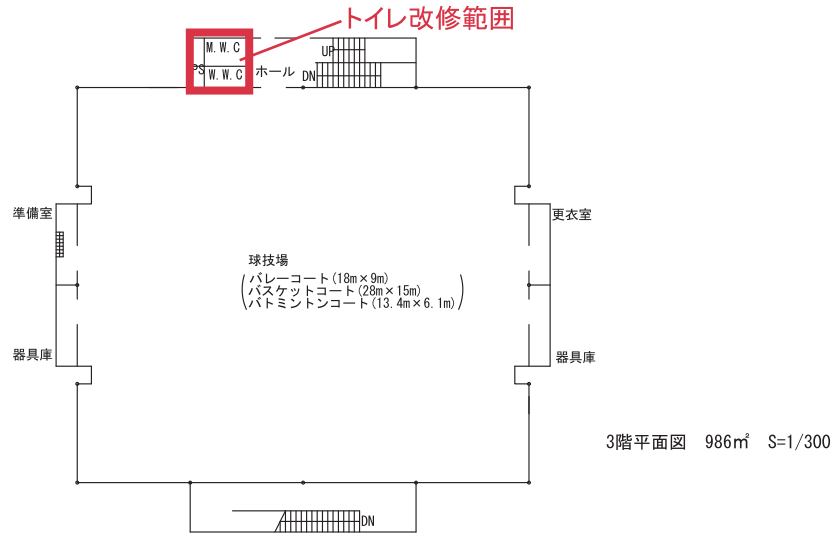 トイレ改修範囲
M.W.C
UP
PS
W.W.C
ホール
DN
準備室
更衣室
球技場
バレーコート(18m×9m)
バスケットコート(28m×15m)
バトミントンコート(13.4m×6.1m)
器具庫
器具庫
3階平面図 986㎡ S=1/300
DN